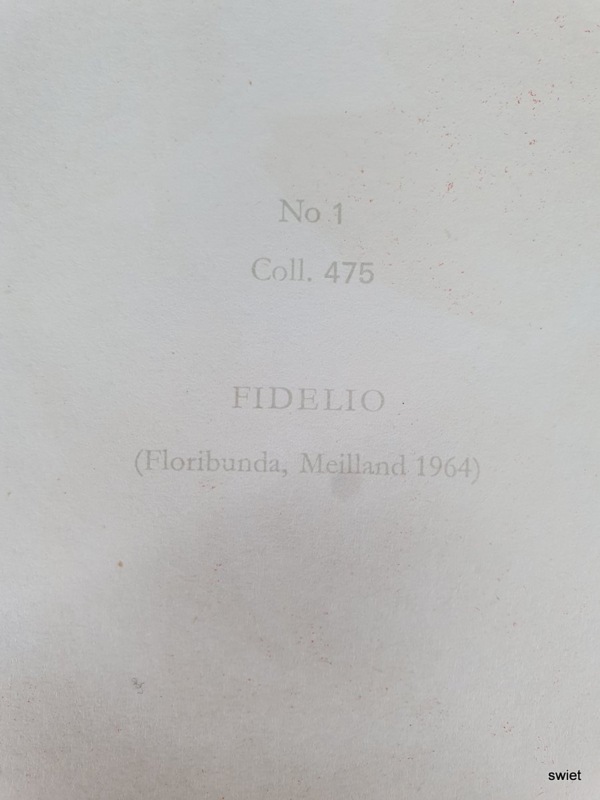 No 1
Coll. 475
FIDELIO
(Floribunda, Meilland 1964)
swiet